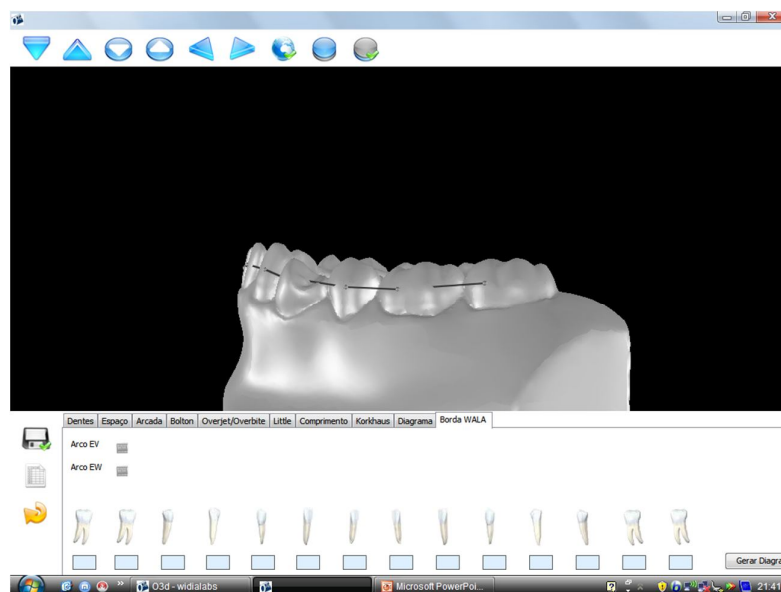 Dentes Espaço Arcada Bolton Overjet/Overbite Little Comprimento Korkhaus Diagrama Borda WALA
Arco EV
Arco EW
Gerar Diagra
O3d - widialabs
Microsoft PowerPoi...
21:41